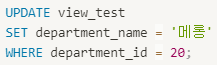 UPDATE view_test
SET department_name = '메롱'
WHERE department_id = 20;